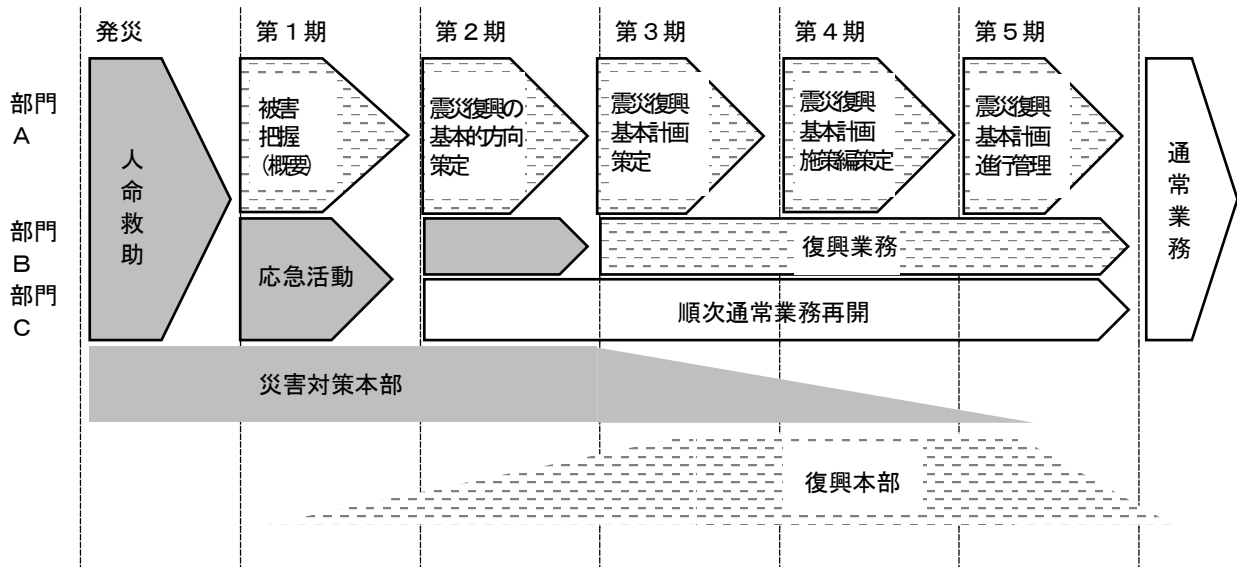 発災
第１期
第２期
第３期
第４期
第５期
部門
Ａ
部門
Ｂ
部門
Ｃ
人命救助
被害
把握
（概要）
震災復興の
基本的方向
策定
震災復興
基本計画
策定
震災復興
基本計画
施策編策定
震災復興
基本計画
進行管理
通常業務
応急活動
復興業務
順次通常業務再開
災害対策本部
復興本部